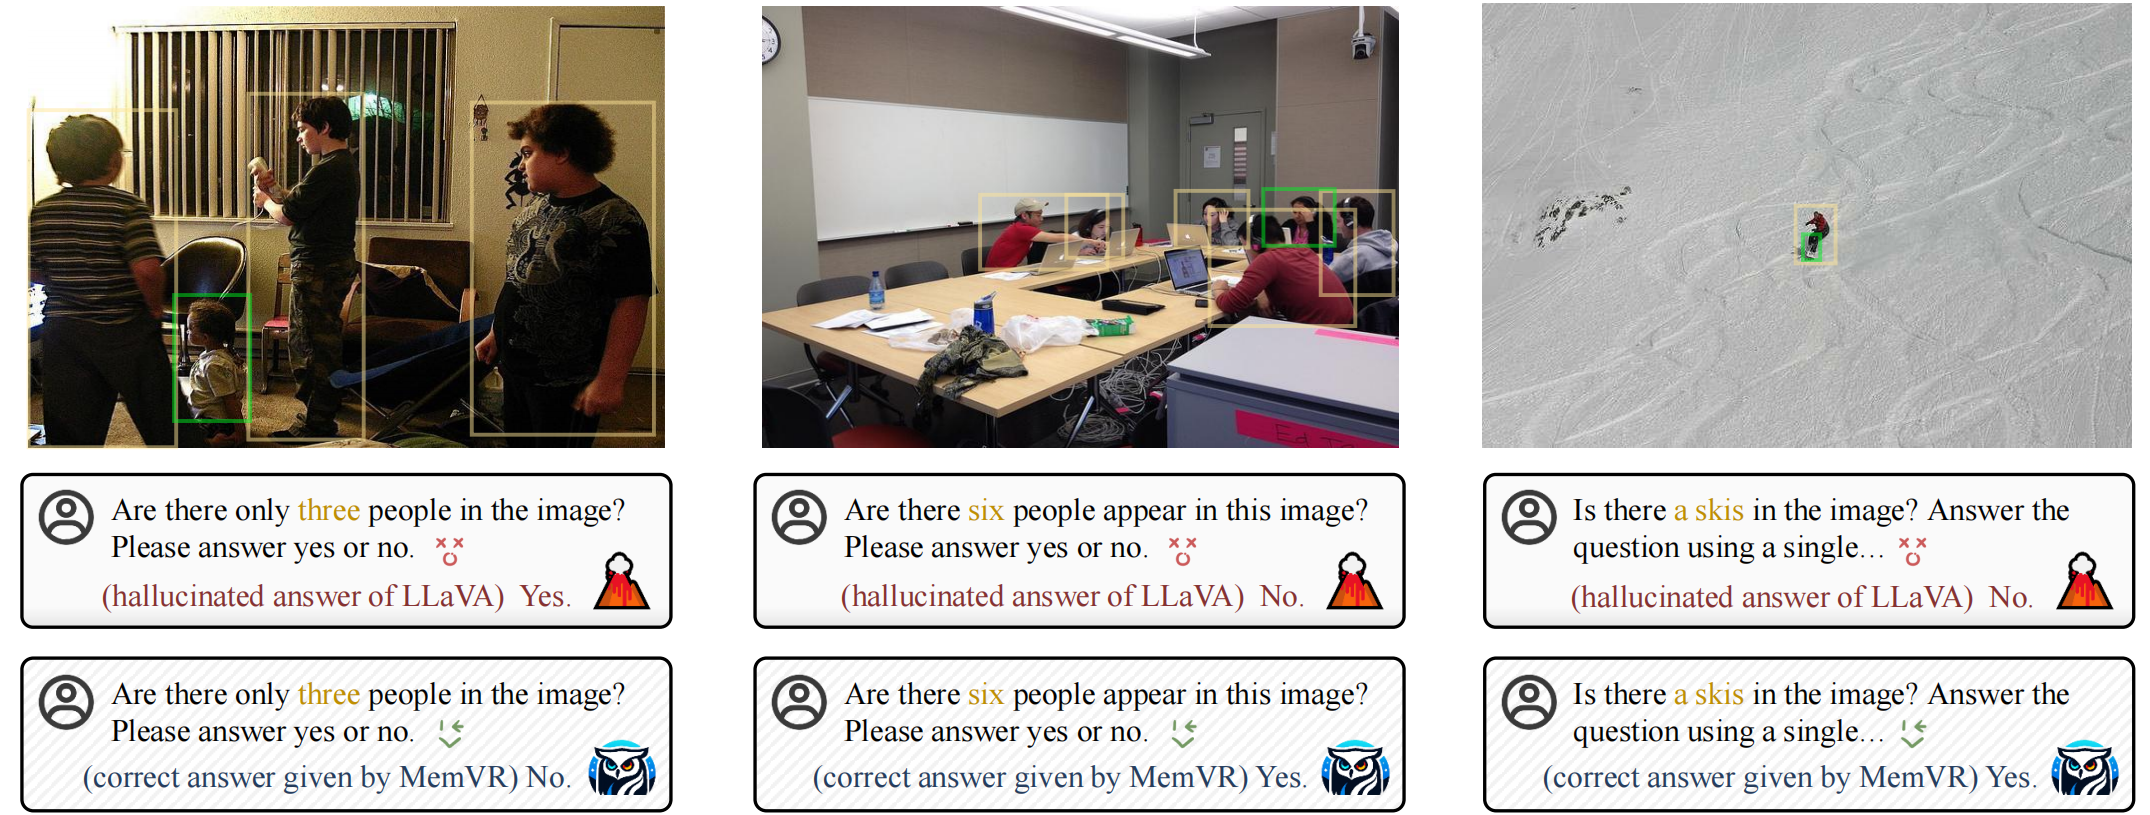 Ed
Are there only three people in the image?
Please answer yes or no.
(hallucinated answer of LLaVA) Yes.
Are there six people appear in this image?
Please answer yes or no.
(hallucinated answer of LLaVA) No.
Is there a skis in the image? Answer the
question using a single...
(hallucinated answer of LLaVA) No.
Are there only three people in the image?
Please answer yes or no.
(correct answer given by MemVR) No.
Are there six people appear in this image?
Please answer yes or no.
(correct answer given by MemVR) Yes.
Is there a skis in the image? Answer the
question using a single...
(correct answer given by MemVR) Yes.